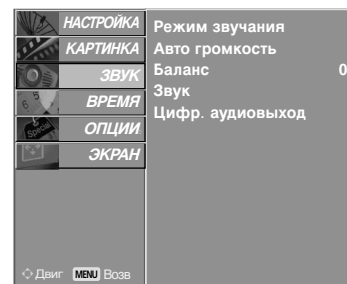 НАСТРОЙКА
КАРТИНКА
ЗВУК
ВРЕМЯ
ОПЦИИ
ЭКРАН
Режим звучания
Авто громкость
Баланс 0
Звук
Цифр. аудиовыход
Двиг MENU Возв